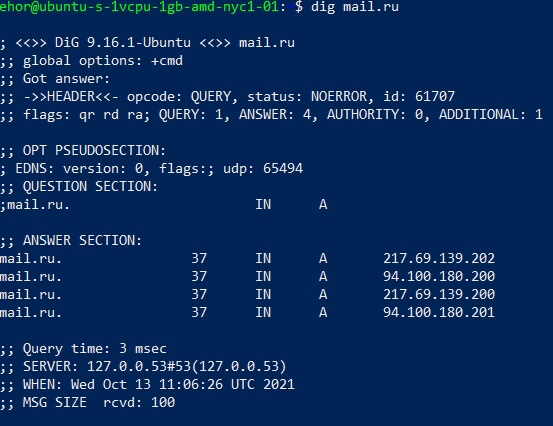 ehor@ubuntu-s-1vcpu-1gb-amd-nyc1-01: $ dig mail.ru
; <<>> DiG 9.16.1-Ubuntu <<>> mail.ru
;; global options: +cmd
;; Got answer:
;; ->>HEADER<<- opcode: QUERY, status: NOERROR, id: 61707
;; flags: qr rd ra; QUERY: 1, ANSWER: 4, AUTHORITY: 0, ADDITIONAL: 1
;; OPT PSEUDOSECTION:
; EDNS: version: 0, flags:; udp: 65494
;; QUESTION SECTION:
;mail.ru. IN A
;; ANSWER SECTION:
mail.ru. 37 IN A 217.69.139.202
mail.ru. 37 IN A 94.100.180.200
mail.ru. 37 IN A 217.69.139.200
mail.ru. 37 IN A 94.100.180.201
;; Query time: 3 msec
;; SERVER: 127.0.0.53#53(127.0.0.53)
;; WHEN: Wed Oct 13 11:06:26 UTC 2021
;; MSG SIZE rcvd: 100